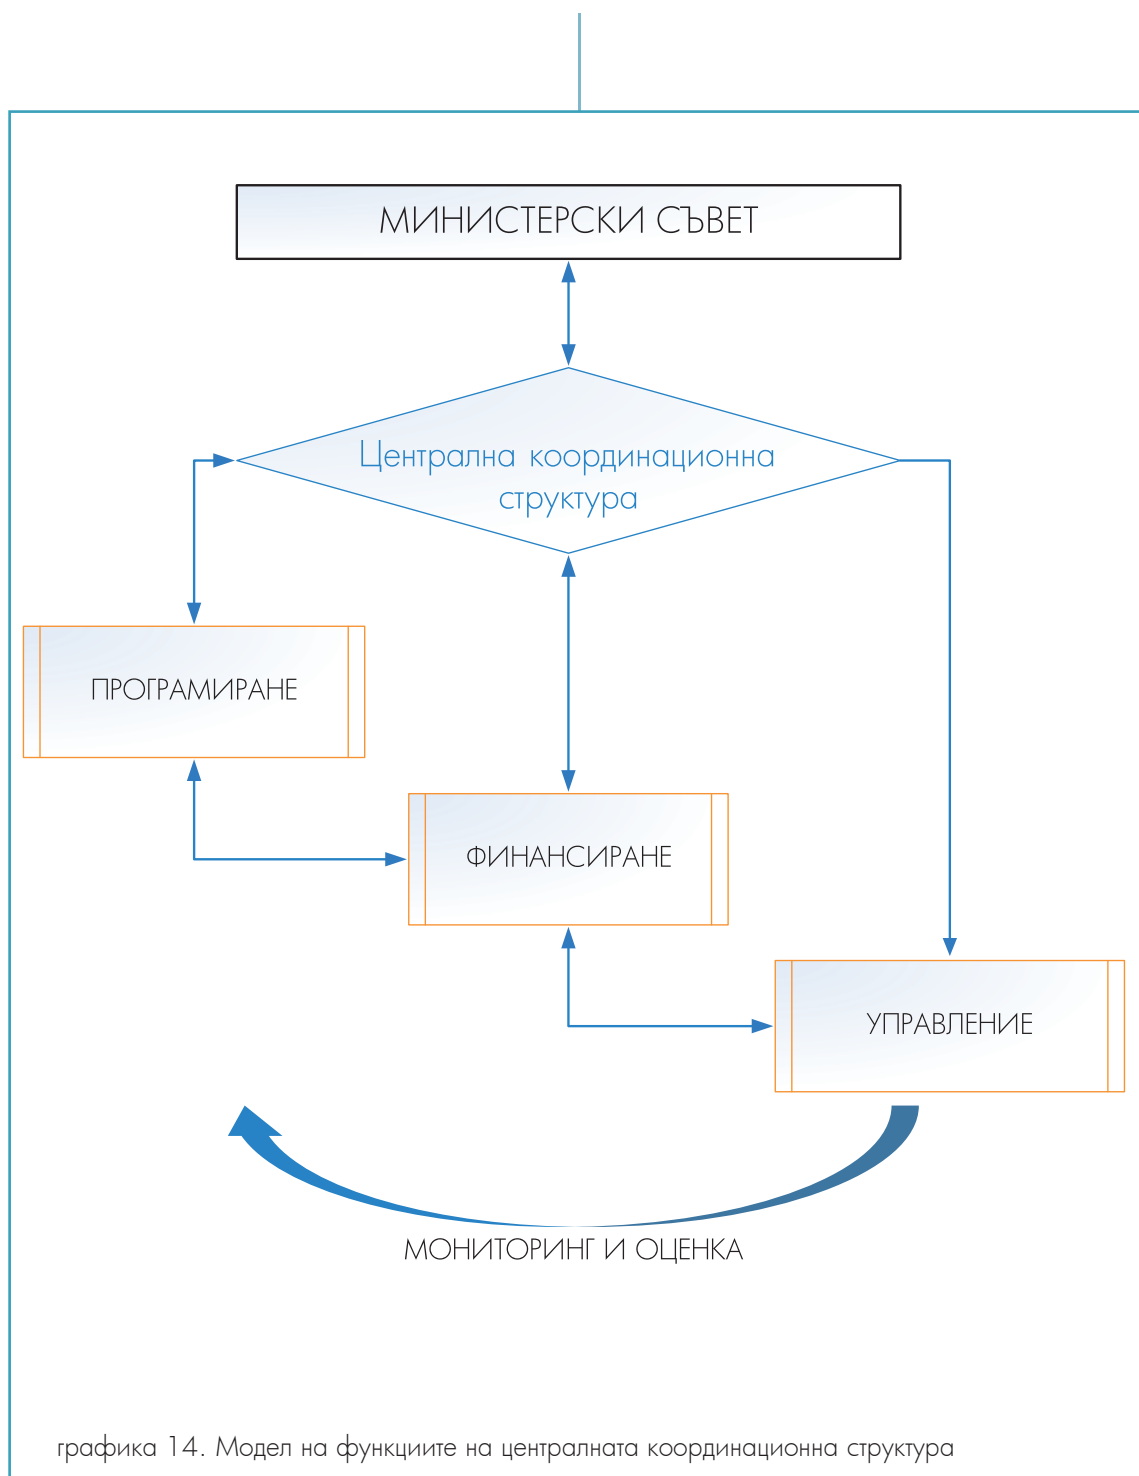 МИНИСТЕРСКИ СЪВЕТ
Централна координационна
структура
ПРОГРАМИРАНЕ
ФИНАНСИРАНЕ
УПРАВЛЕНИЕ
МОНИТОРИНГ И ОЦЕНКА
графика 14. Модел на функциите на централната координационна структура